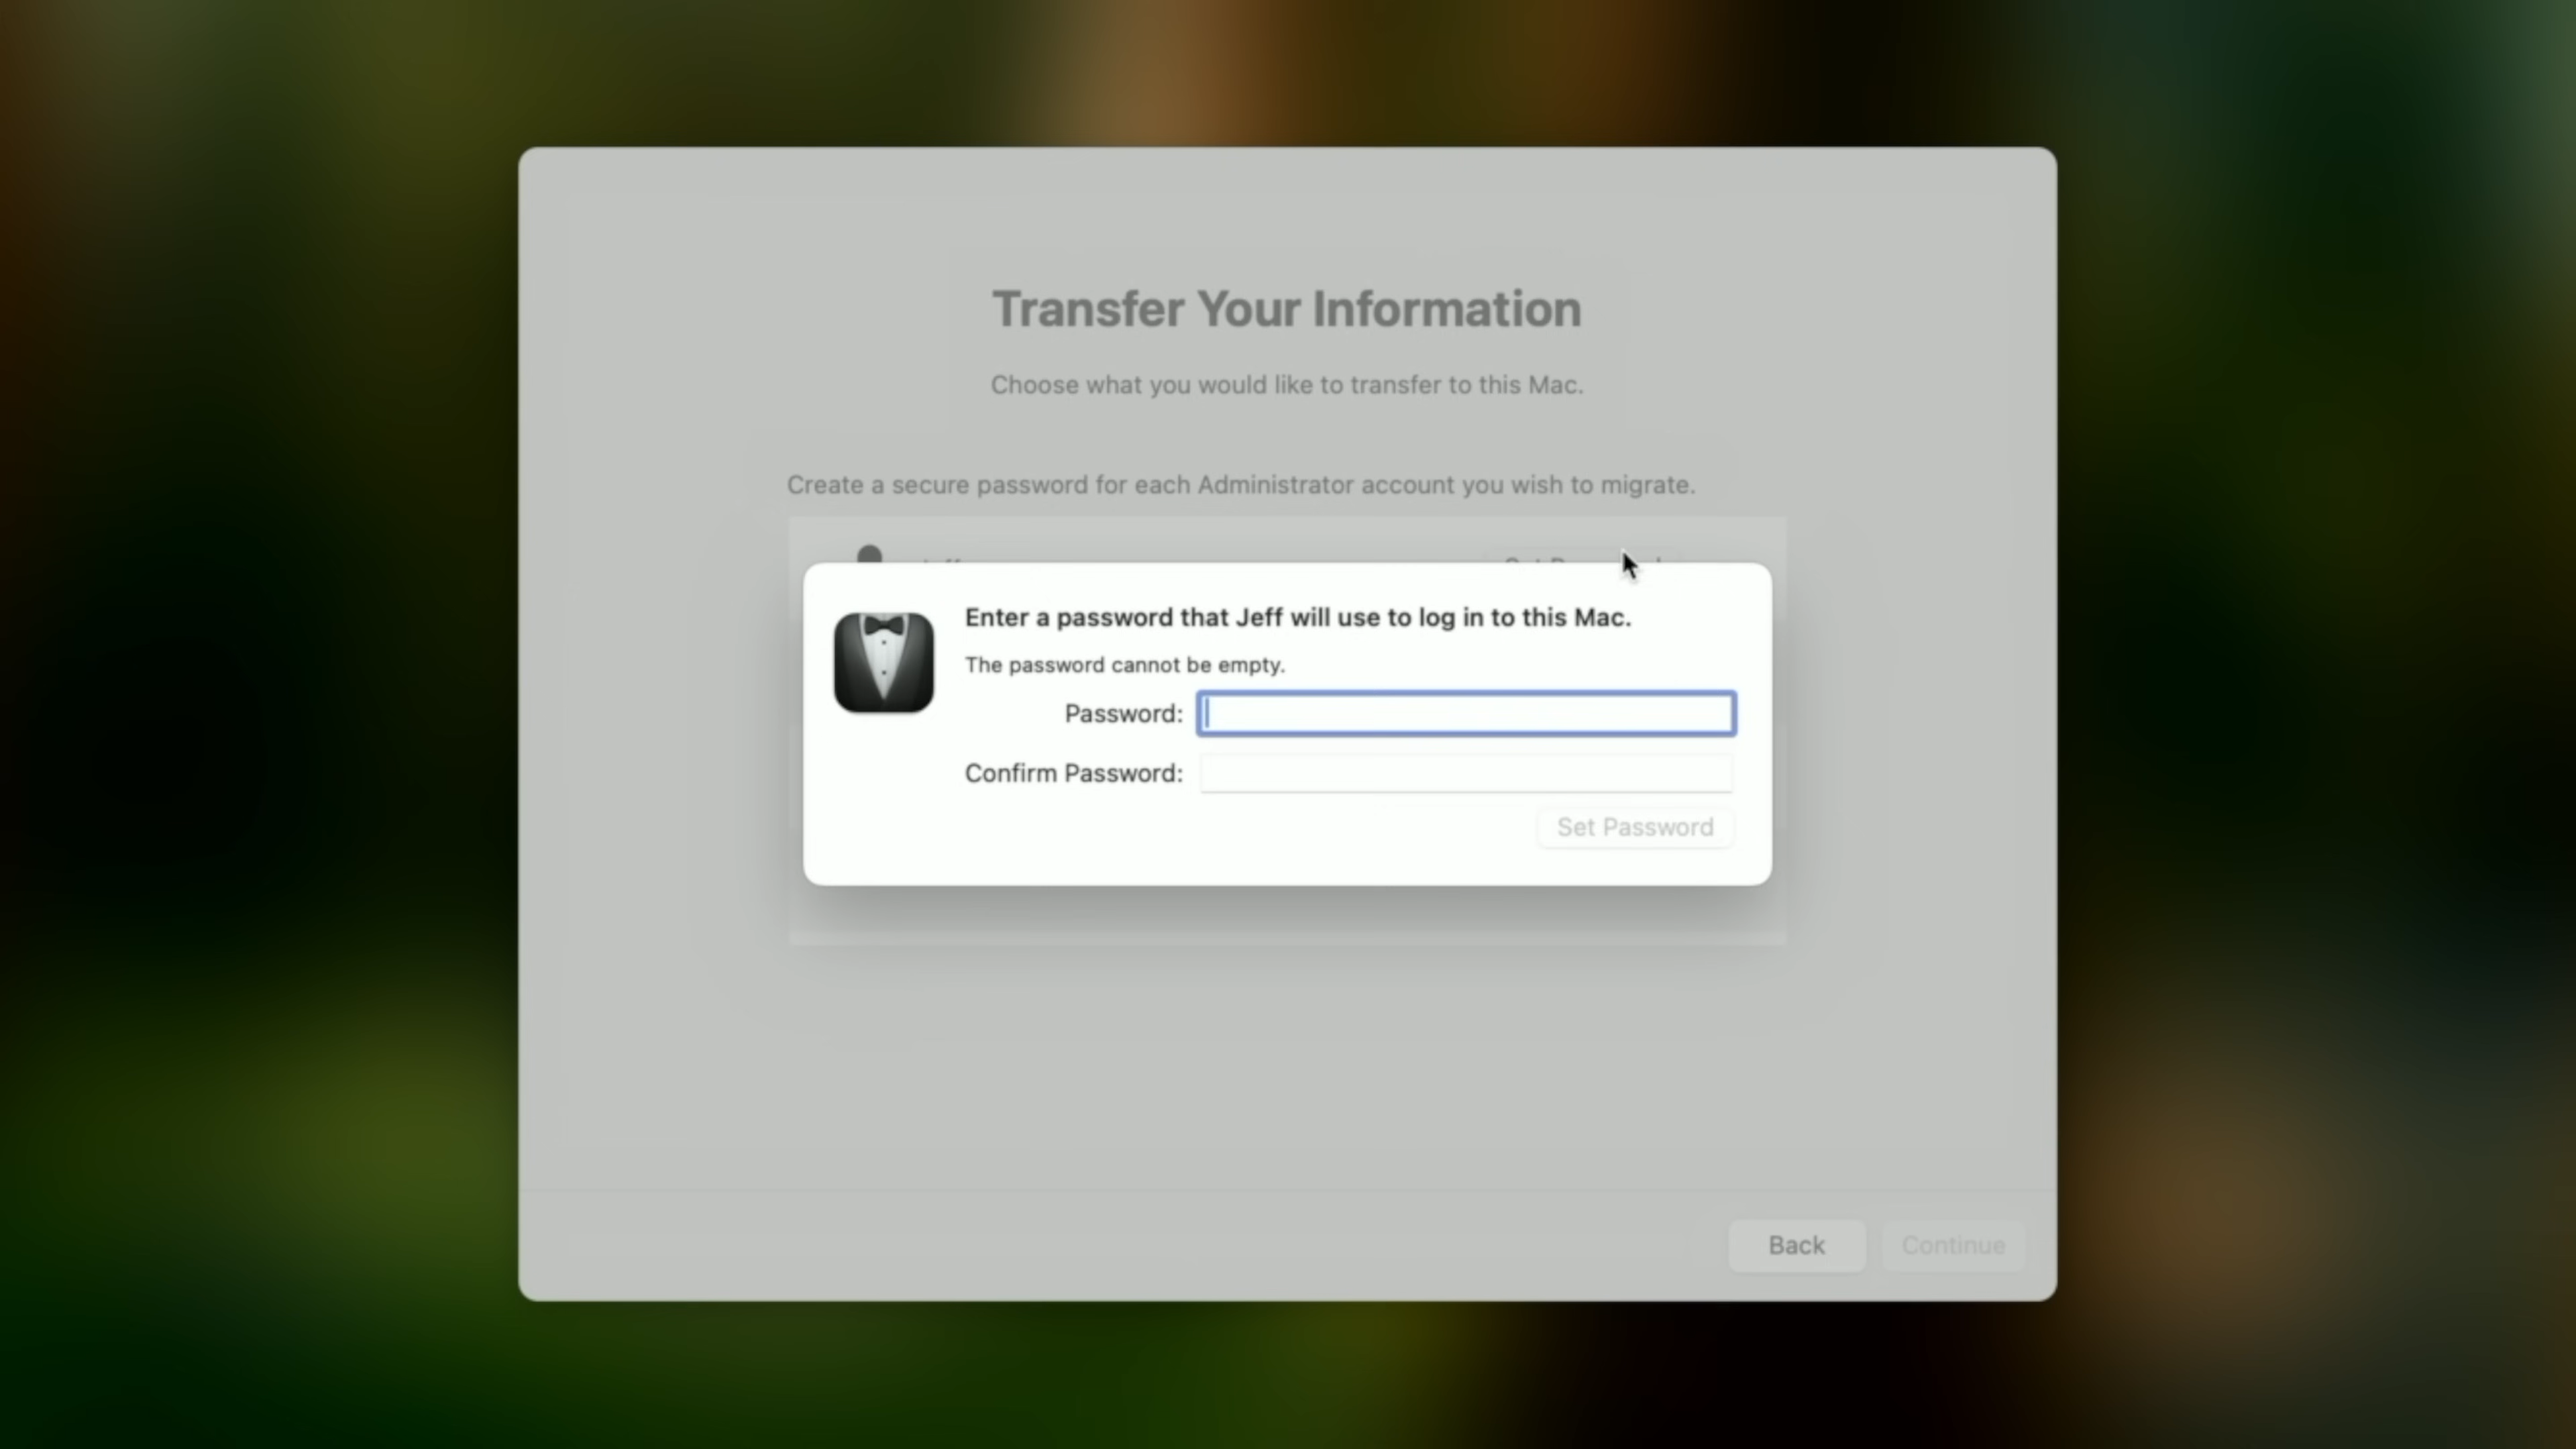 Transfer Your Information
Choose what you would like to transfer to this Mac.
Create a secure password for each Administrator account you wish to migrate.
Enter a password that Jeff will use to log in to this Mac.
The password cannot be empty.
Password:
Confirm Password:
Set Password
Back
Continue